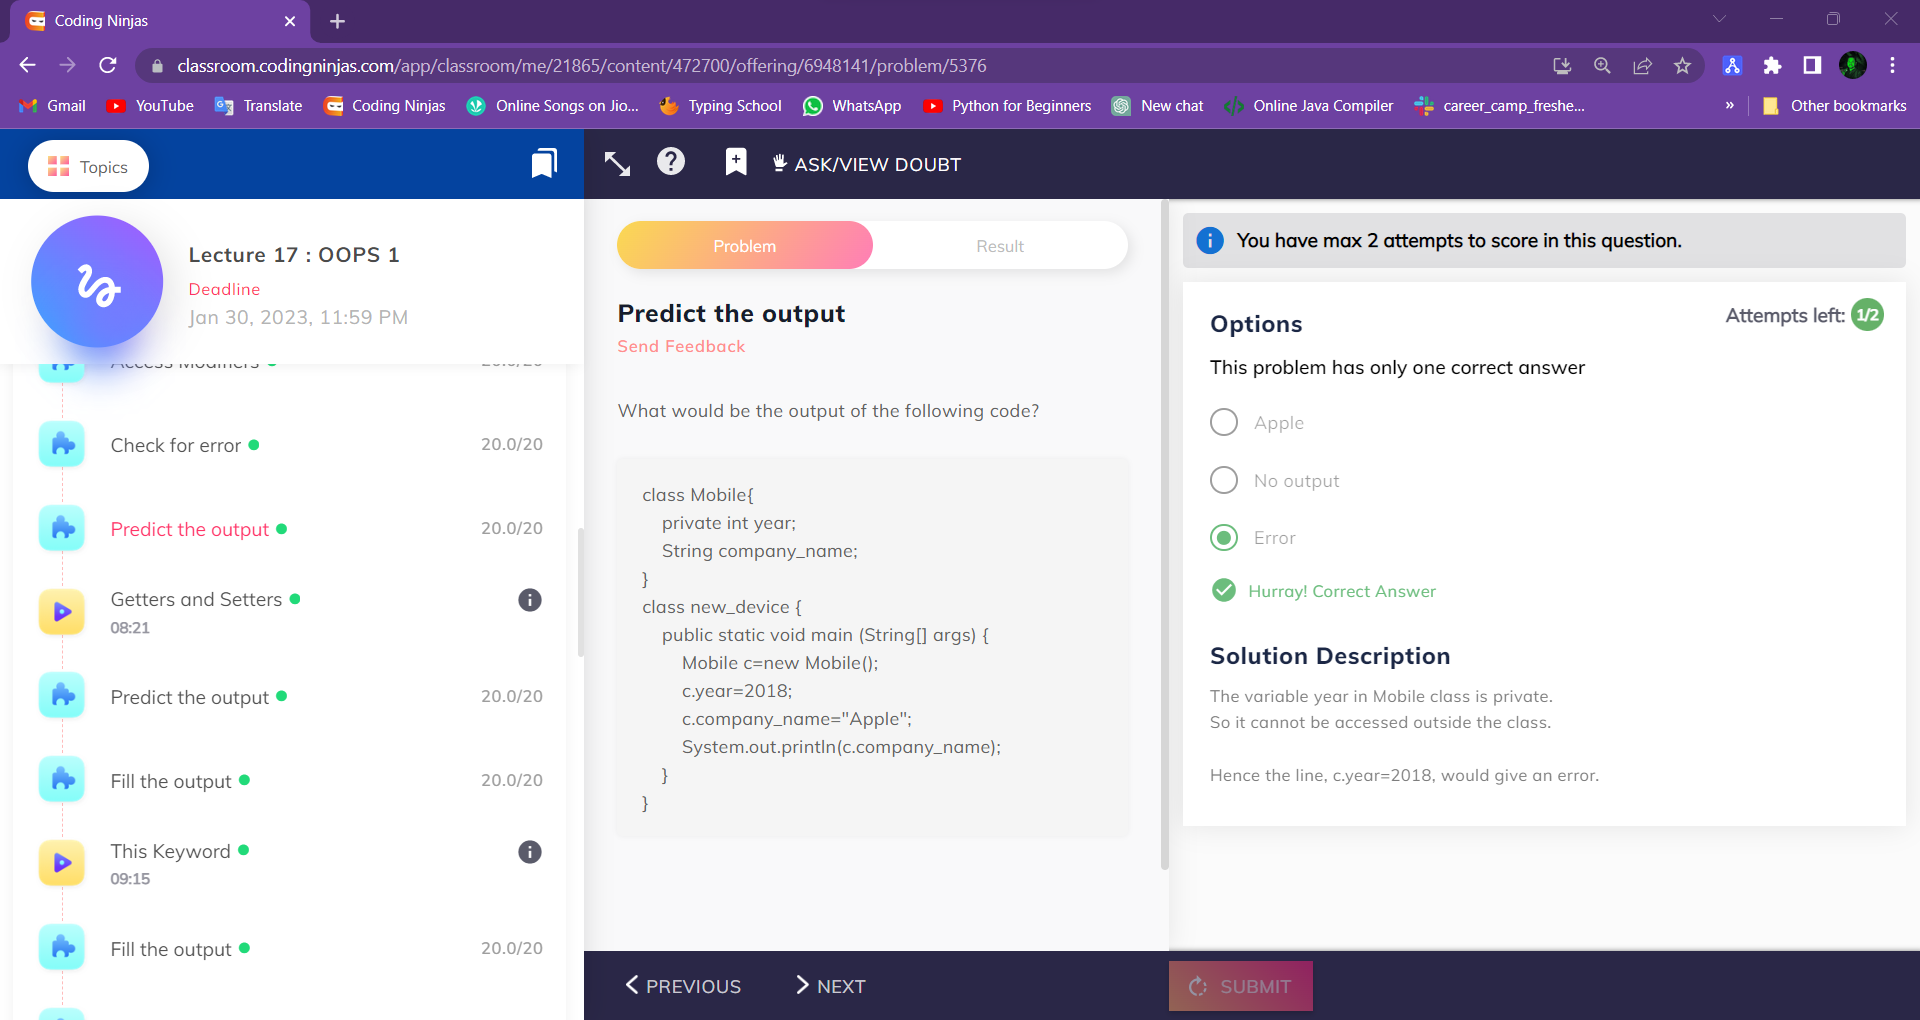 Coding Ninjas
classroom.codingninjas.com/app/classroom/me/21865/content/472700/offering/6948141/problem/5376
Gmail YouTube Translate Coding Ninjas Online Songs on Jio... Typing School WhatsApp Python for Beginners New chat Online Java Compiler career_camp_freshe... » Other bookmarks
Topics
? ASK/VIEW DOUBT
Lecture 17 : OOPS 1
Deadline
Jan 30, 2023, 11:59 PM
Access Modifiers 20.0/20
Check for error 20.0/20
Predict the output 20.0/20
Getters and Setters
08:21
Predict the output 20.0/20
Fill the output 20.0/20
This Keyword
09:15
Fill the output 20.0/20
Problem Result
Predict the output
Send Feedback
What would be the output of the following code?
class Mobile{
private int year;
String company_name;
}
class new_device {
public static void main (String[] args) {
Mobile c=new Mobile();
c.year=2018;
c.company_name="Apple";
System.out.println(c.company_name);
}
}
PREVIOUS NEXT
You have max 2 attempts to score in this question.
Options
Attempts left: 1/2
This problem has only one correct answer
Apple
No output
Error
Hurray! Correct Answer
Solution Description
The variable year in Mobile class is private.
So it cannot be accessed outside the class.
Hence the line, c.year=2018, would give an error.
SUBMIT